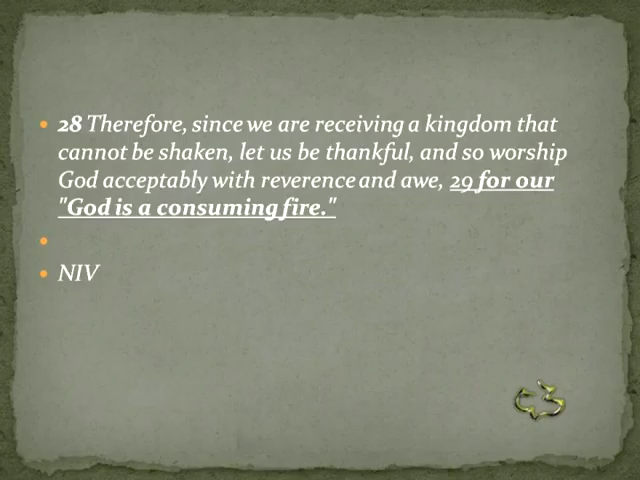 28 Therefore, since we are receiving a kingdom that
cannot be shaken, let us be thankful, and so worship
God acceptably with reverence and awe, 29 for our
"God is a consuming fire."
NIV